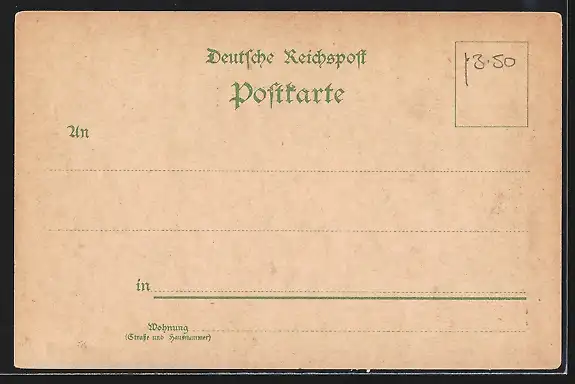 Deutsche Reichspost
Postkarte
13.50
An
in
Wohnung
(Straße und Hausnummer)